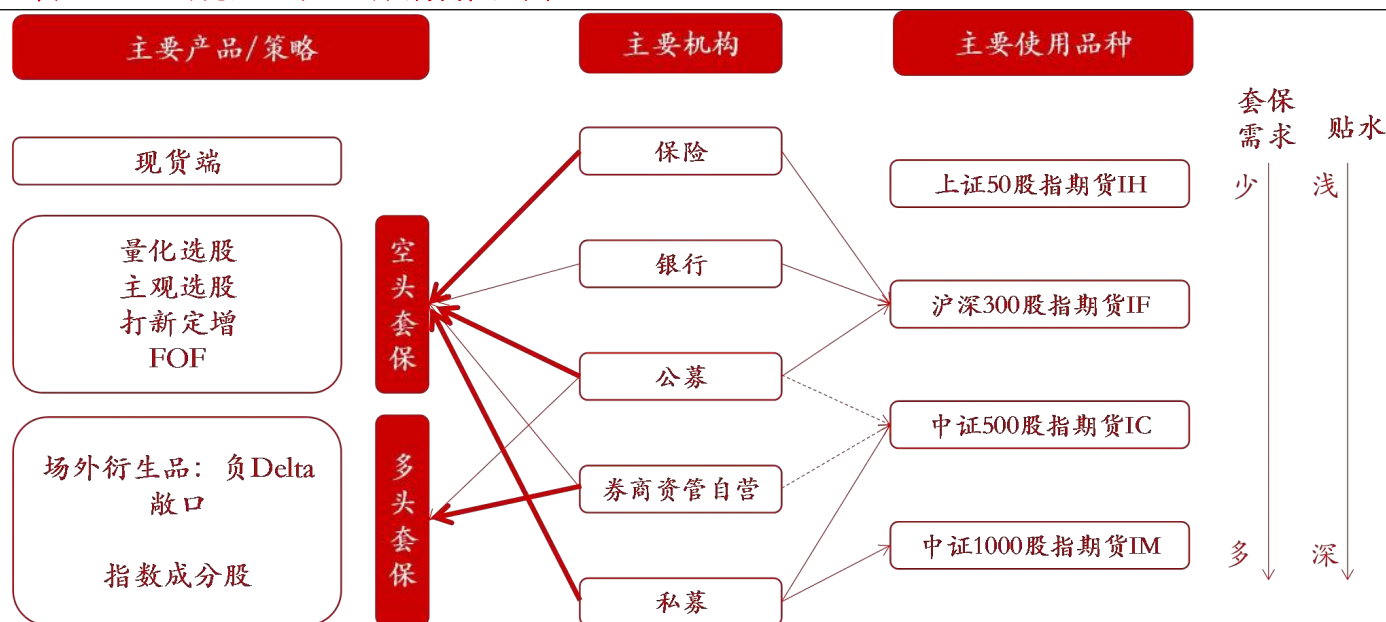 主要产品/策略
主要机构
主要使用品种
套保
需求
贴水
现货端
保险
上证50股指期货IH
少
浅
量化选股
主观选股
打新定增
FOF
空头套保
银行
沪深300股指期货IF
公募
中证500股指期货IC
场外衍生品：负Delta
敞口
指数成分股
多头套保
券商资管自营
中证1000股指期货IM
多
深
私募